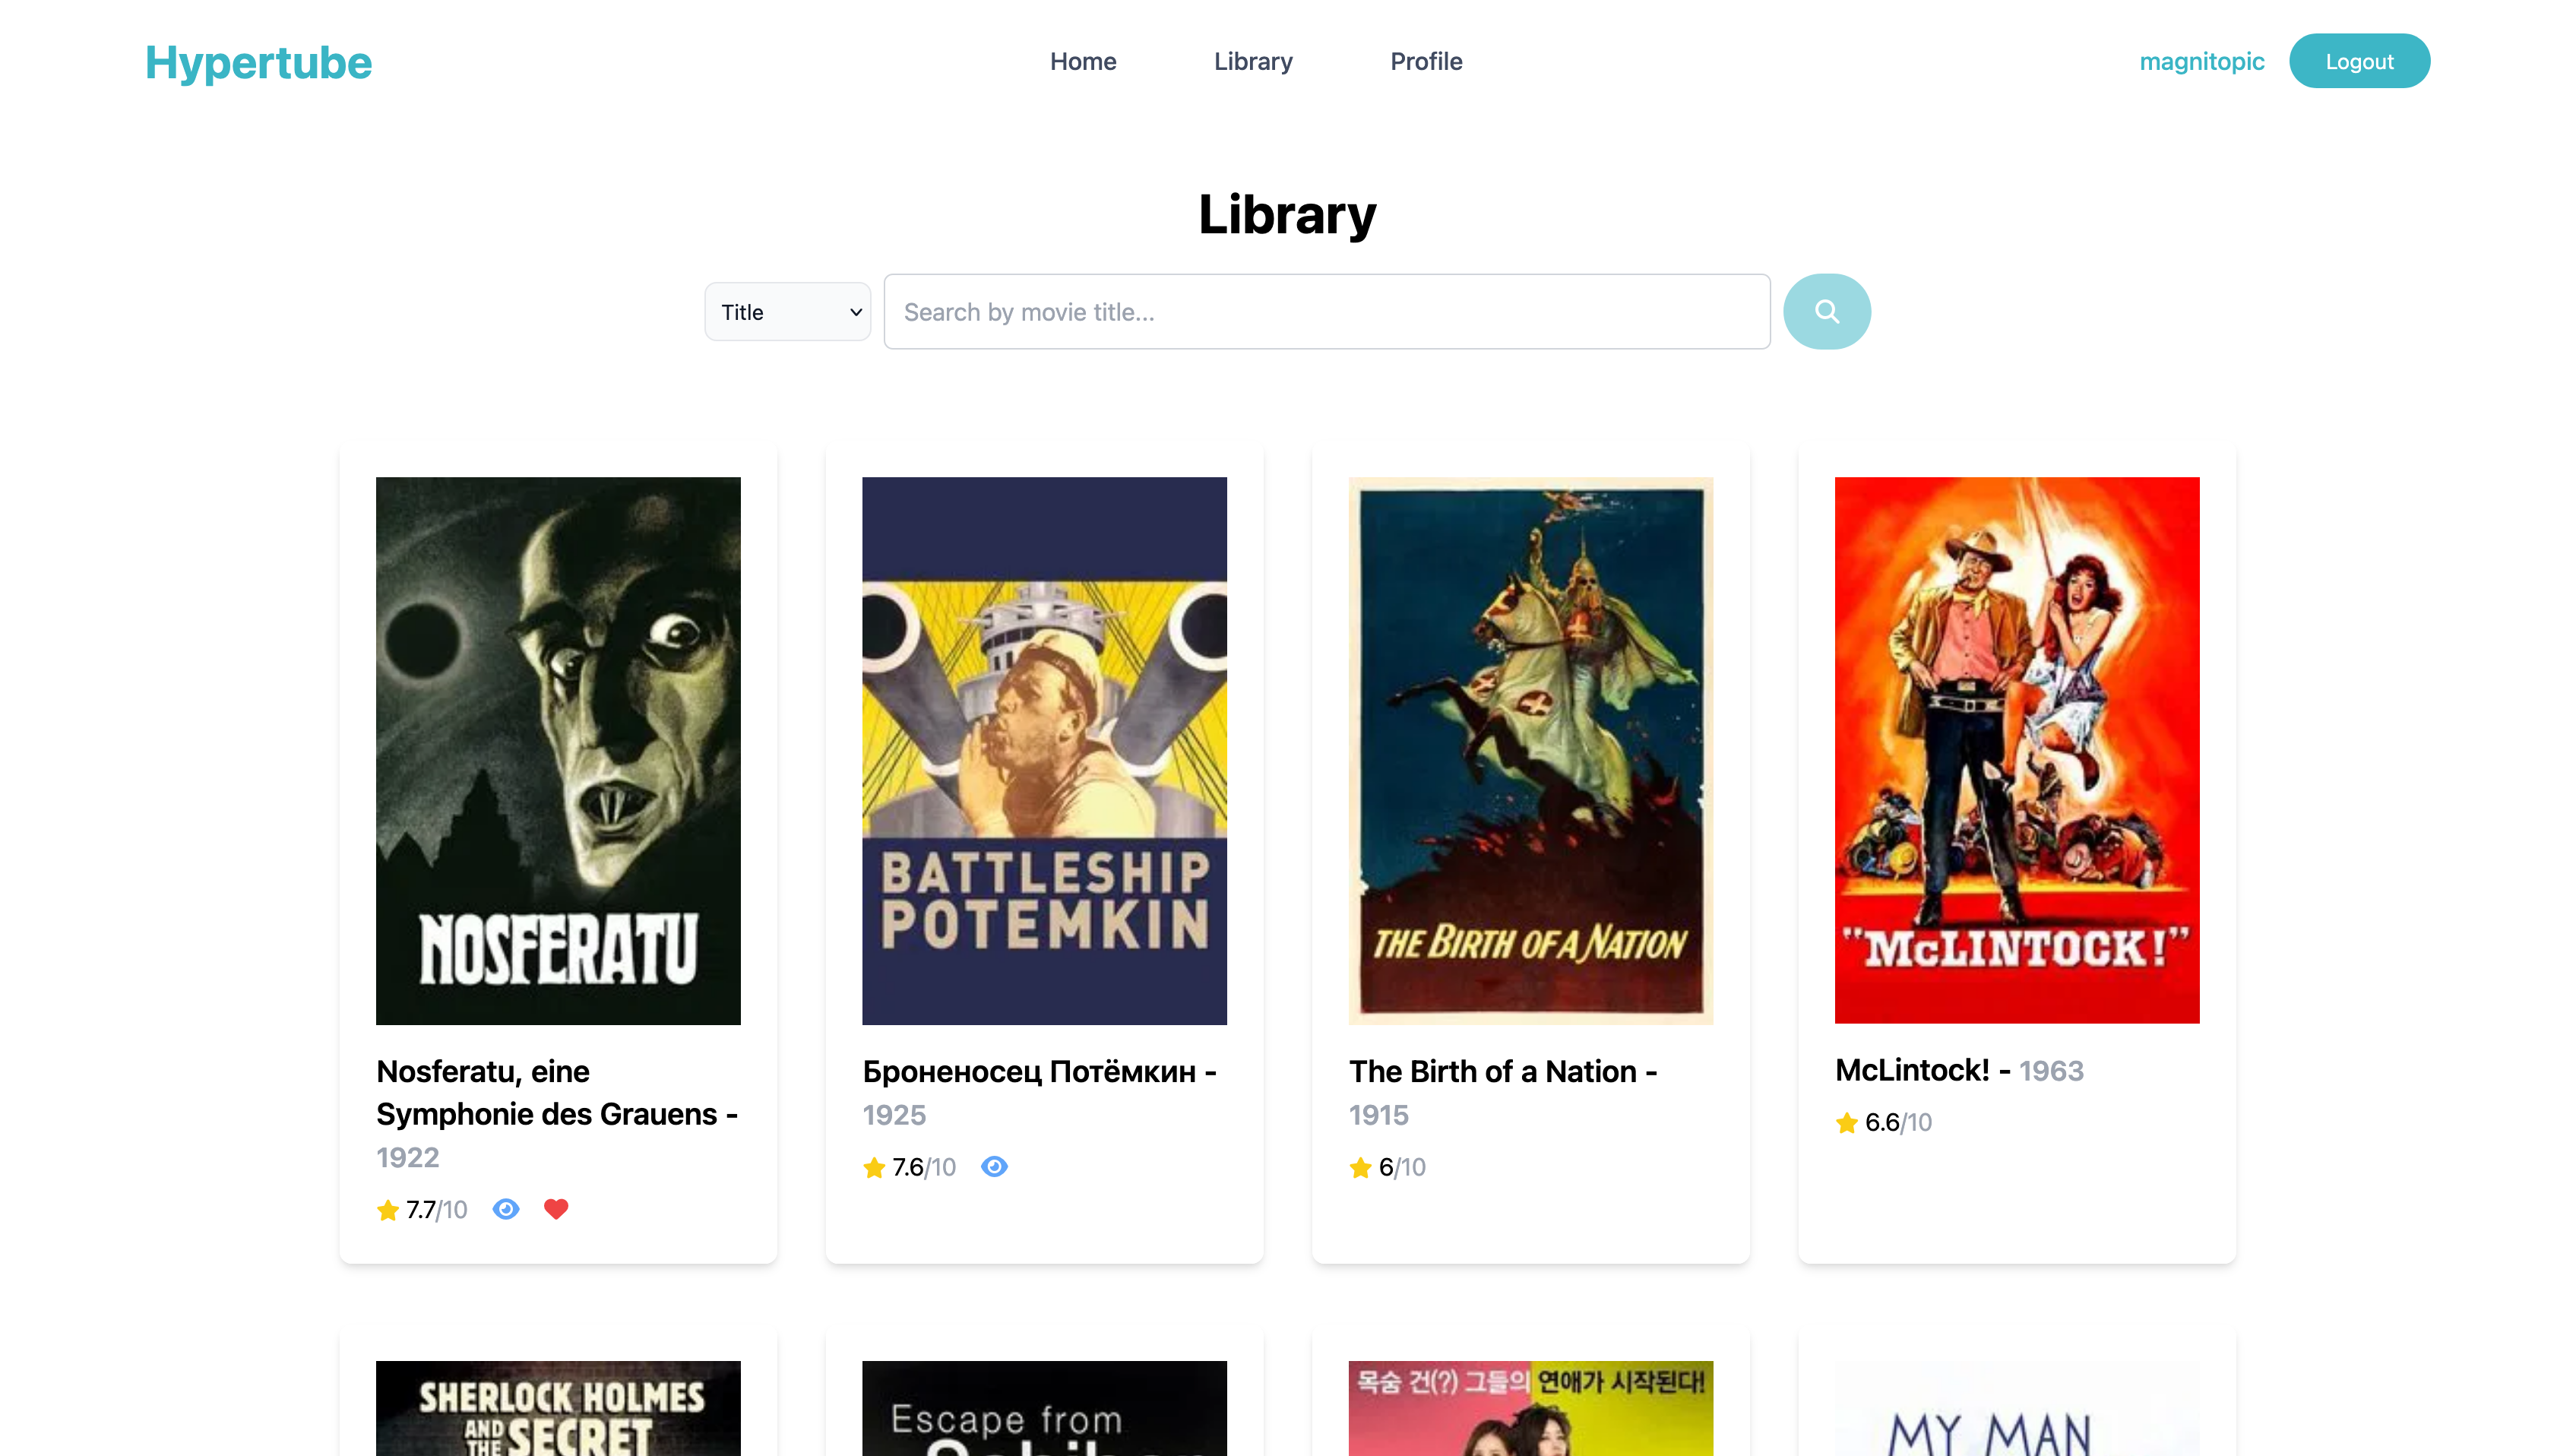 Hypertube
Home
Library
Profile
magnitopic
Logout
Library
Title
Search by movie title...
NOSFERATU
BATTLESHIP
POTEMKIN
THE BIRTH OF A NATION
"McLINTOCK!"
Nosferatu, eine
Symphonie des Grauens -
1922
7.7/10
Броненосец Потёмкин -
1925
7.6/10
The Birth of a Nation -
1915
6/10
McLintock! - 1963
6.6/10
SHERLOCK HOLMES
AND THE SECRET
Escape from
목숨 건(?) 그들의 연애가 시작된다!
MY MAN